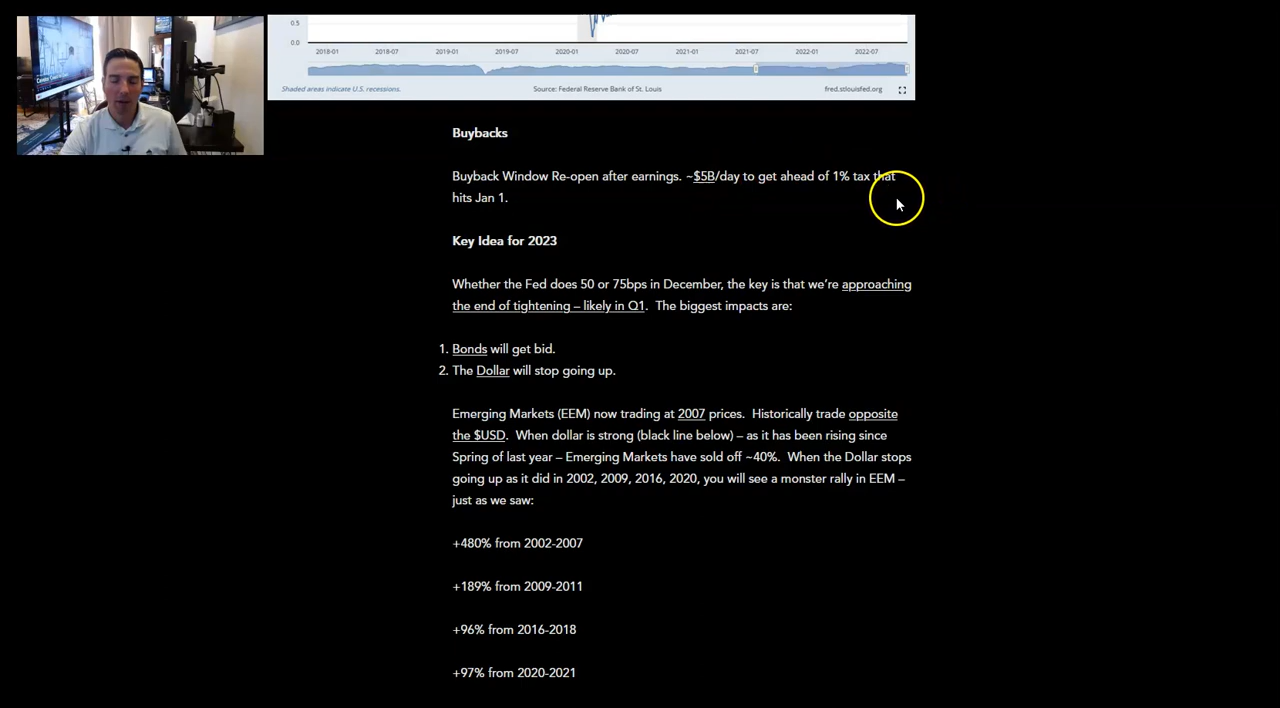 0.5
0.0
2018-01 2018-07 2019-01 2019-07 2020-01 2020-07 2021-01 2021-07 2022-01 2022-07
Shaded areas indicate U.S. recessions. Source: Federal Reserve Bank of St. Louis fred.stlouisfed.org
Buybacks
Buyback Window Re-open after earnings. ~$5B/day to get ahead of 1% tax that
hits Jan 1.
Key Idea for 2023
Whether the Fed does 50 or 75bps in December, the key is that we’re approaching
the end of tightening – likely in Q1. The biggest impacts are:
1. Bonds will get bid.
2. The Dollar will stop going up.
Emerging Markets (EEM) now trading at 2007 prices. Historically trade opposite
the $USD. When dollar is strong (black line below) – as it has been rising since
Spring of last year – Emerging Markets have sold off ~40%. When the Dollar stops
going up as it did in 2002, 2009, 2016, 2020, you will see a monster rally in EEM –
just as we saw:
+480% from 2002-2007
+189% from 2009-2011
+96% from 2016-2018
+97% from 2020-2021